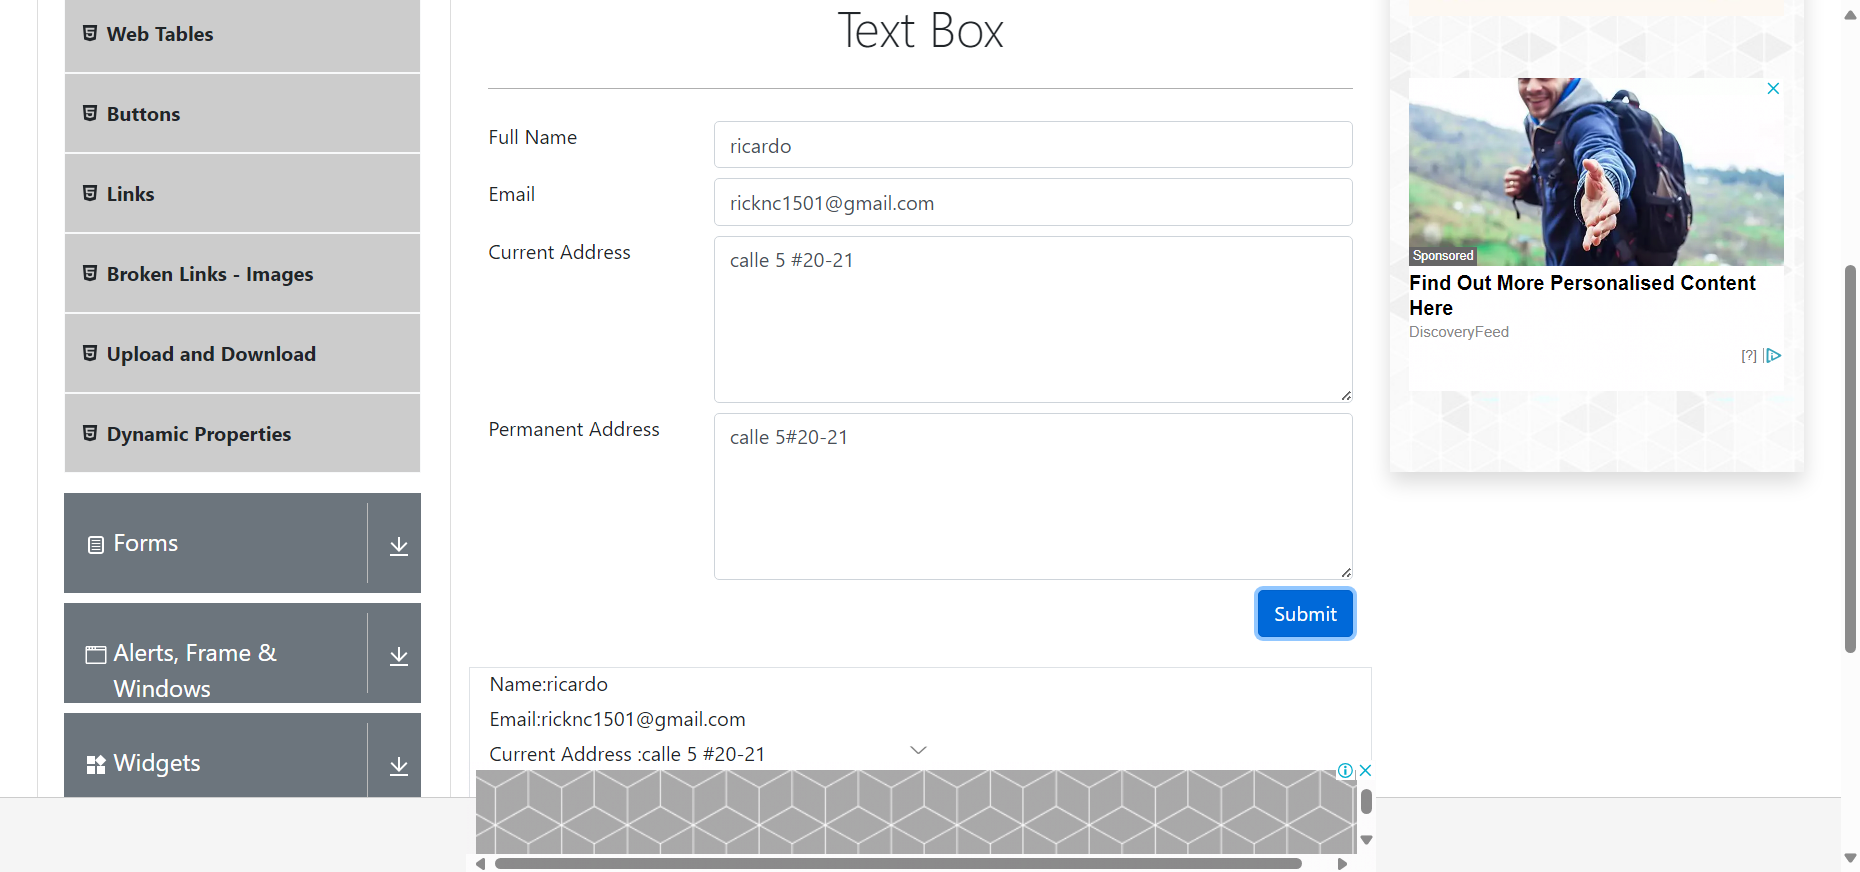 Web Tables
Buttons
Links
Broken Links - Images
Upload and Download
Dynamic Properties
Forms
Alerts, Frame &
Windows
Widgets
Text Box
Full Name
ricardo
Email
ricknc1501@gmail.com
Current Address
calle 5 #20-21
Permanent Address
calle 5#20-21
Submit
Name:ricardo
Email:ricknc1501@gmail.com
Current Address :calle 5 #20-21
Sponsored
Find Out More Personalised Content
Here
DiscoveryFeed
[?]